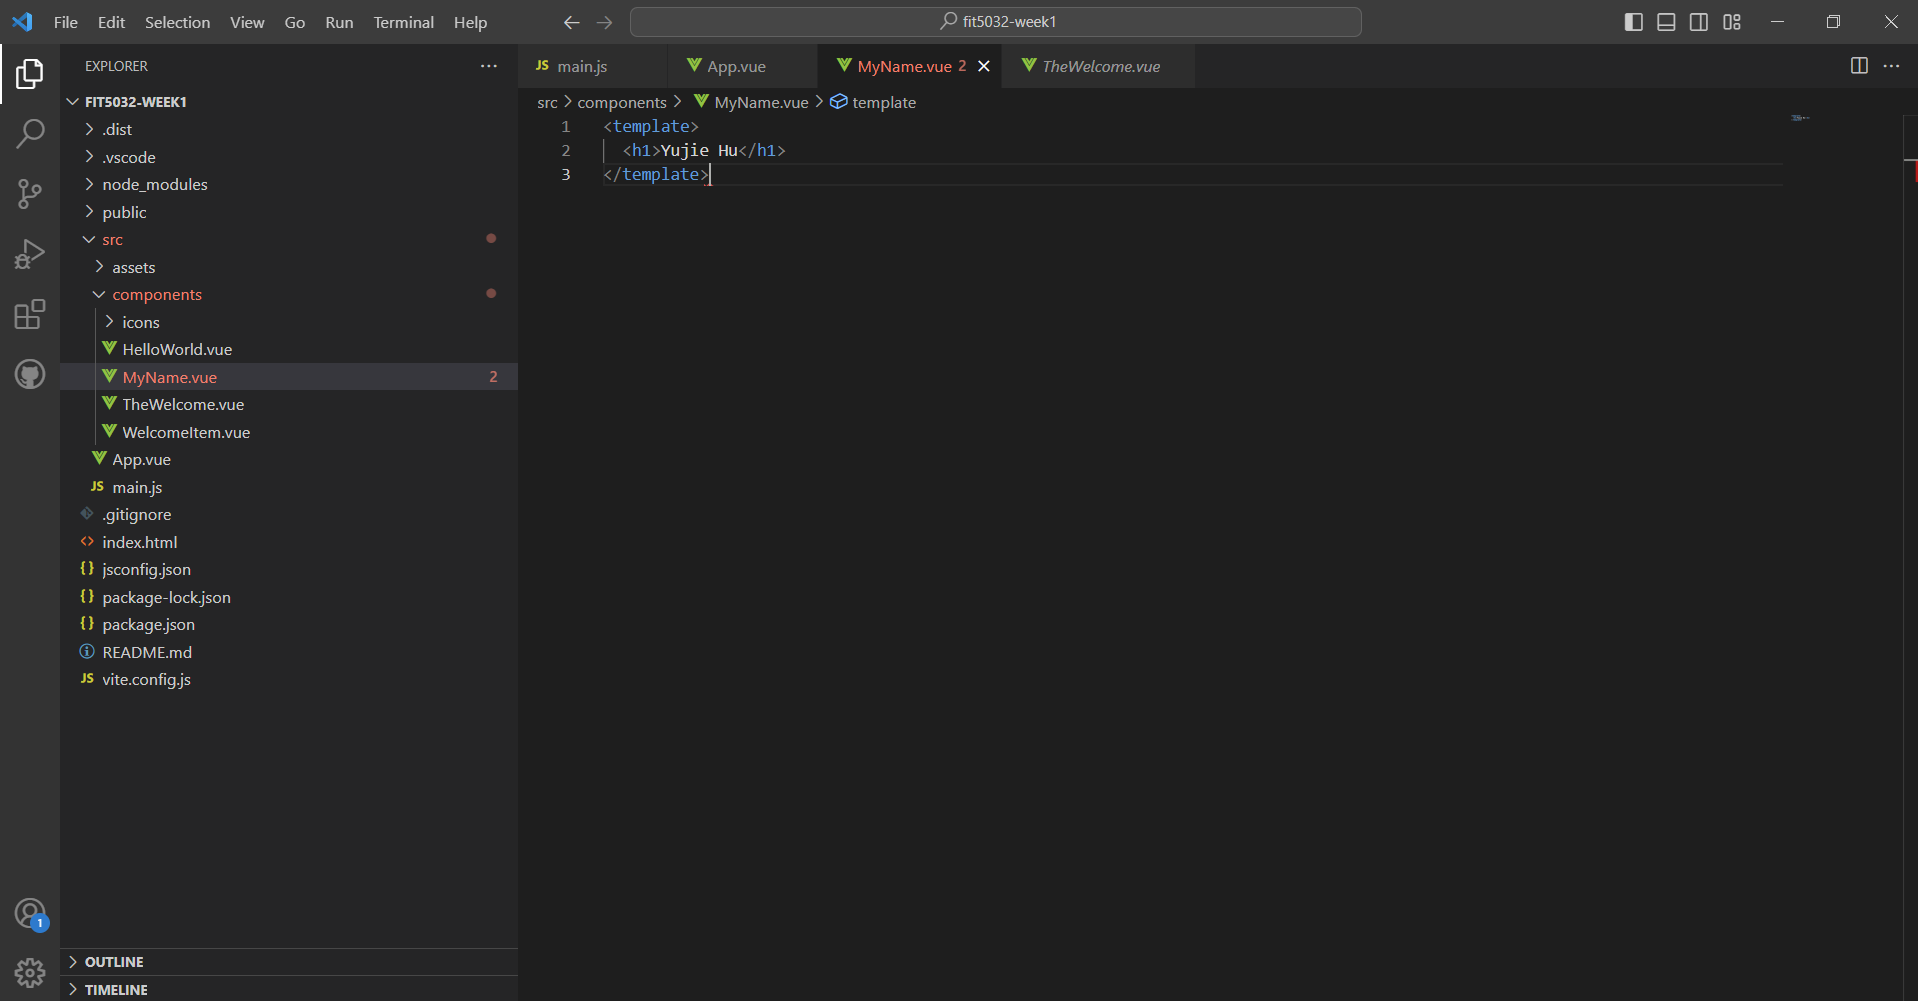 File Edit Selection View Go Run Terminal Help
fit5032-week1
EXPLORER
FIT5032-WEEK1
.dist
.vscode
node_modules
public
src
assets
components
icons
HelloWorld.vue
MyName.vue 2
TheWelcome.vue
WelcomeItem.vue
App.vue
JS main.js
.gitignore
<> index.html
{} jsconfig.json
{} package-lock.json
{} package.json
README.md
JS vite.config.js
1
OUTLINE
TIMELINE
JS main.js App.vue MyName.vue 2 TheWelcome.vue
src > components > MyName.vue > template
1 <template>
2 <h1>Yujie Hu</h1>
3 </template>